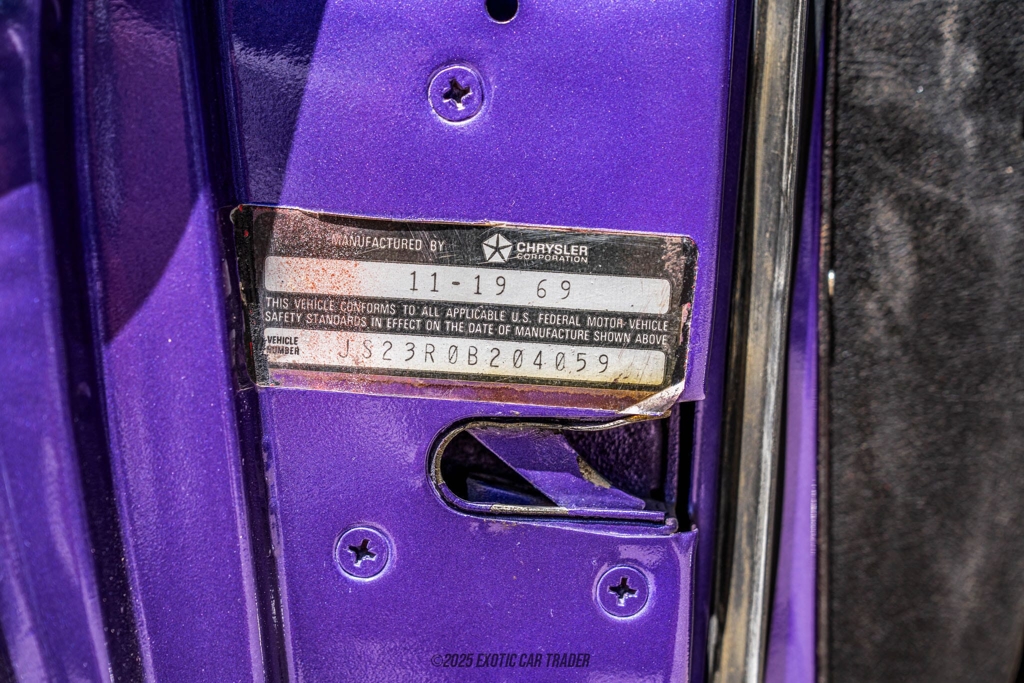 MANUFACTURED BY CHRYSLER CORPORATION
11-19 69
THIS VEHICLE CONFORMS TO ALL APPLICABLE U.S. FEDERAL MOTOR VEHICLE
SAFETY STANDARDS IN EFFECT ON THE DATE OF MANUFACTURE SHOWN ABOVE
VEHICLE NUMBER JS23R0B204059
©2025 EXOTIC CAR TRADER